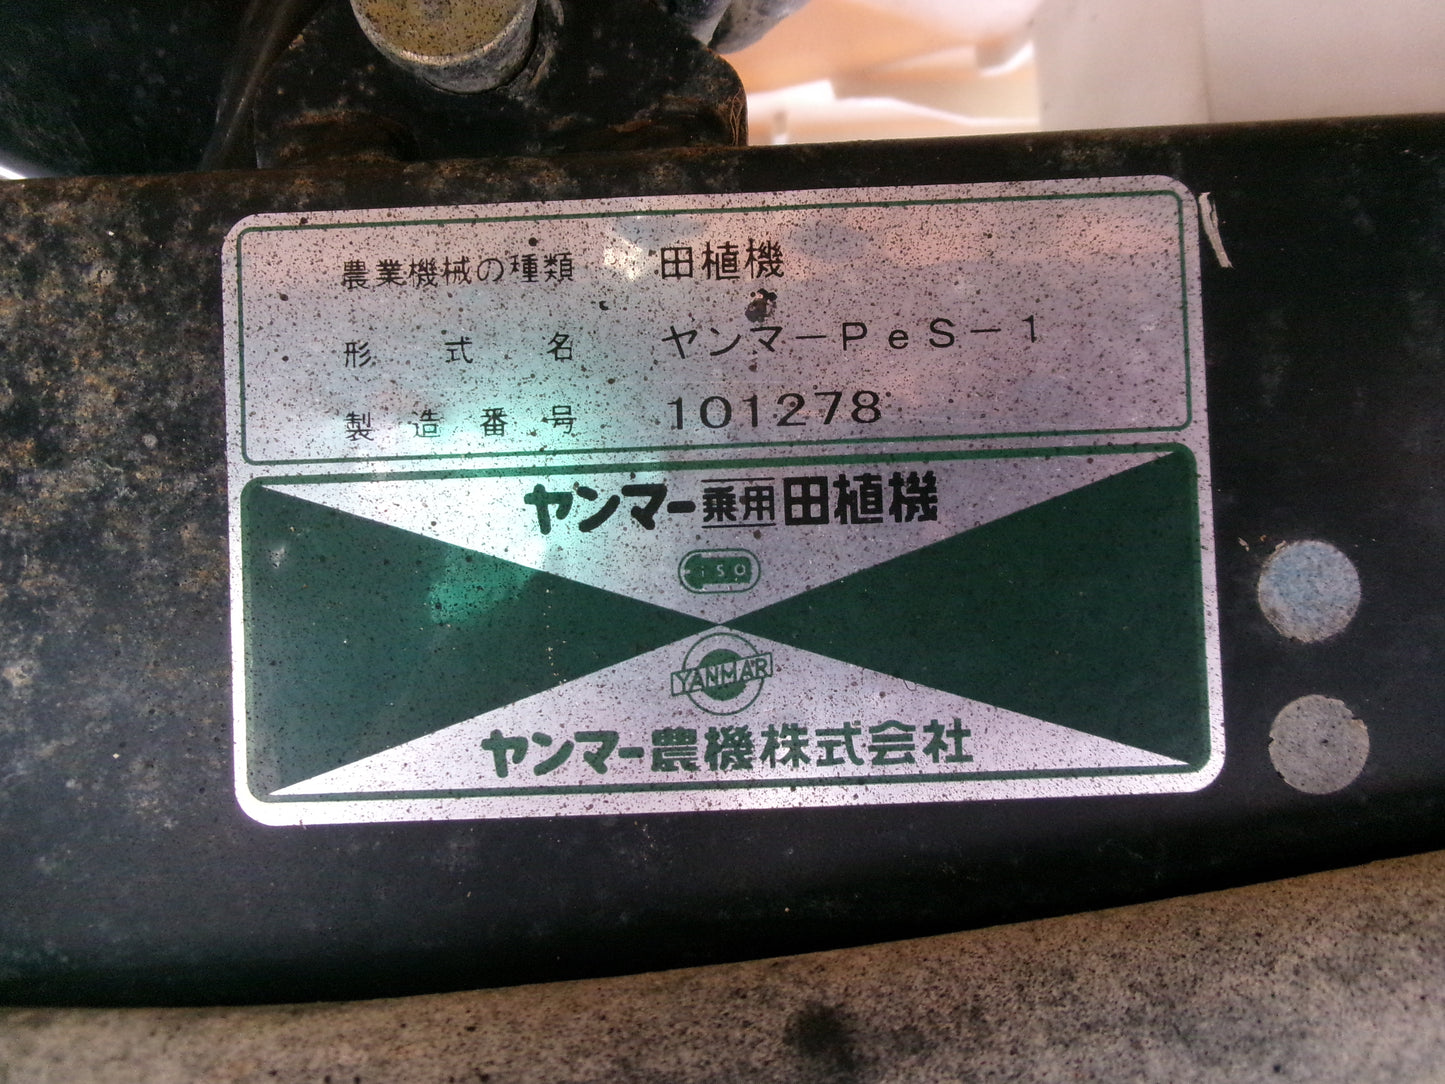 農業機械の種類 田植機
形式名 ヤンマーPeS-1
製造番号 101278
ヤンマー乗用田植機
iSO
YANMAR
ヤンマー農機株式会社